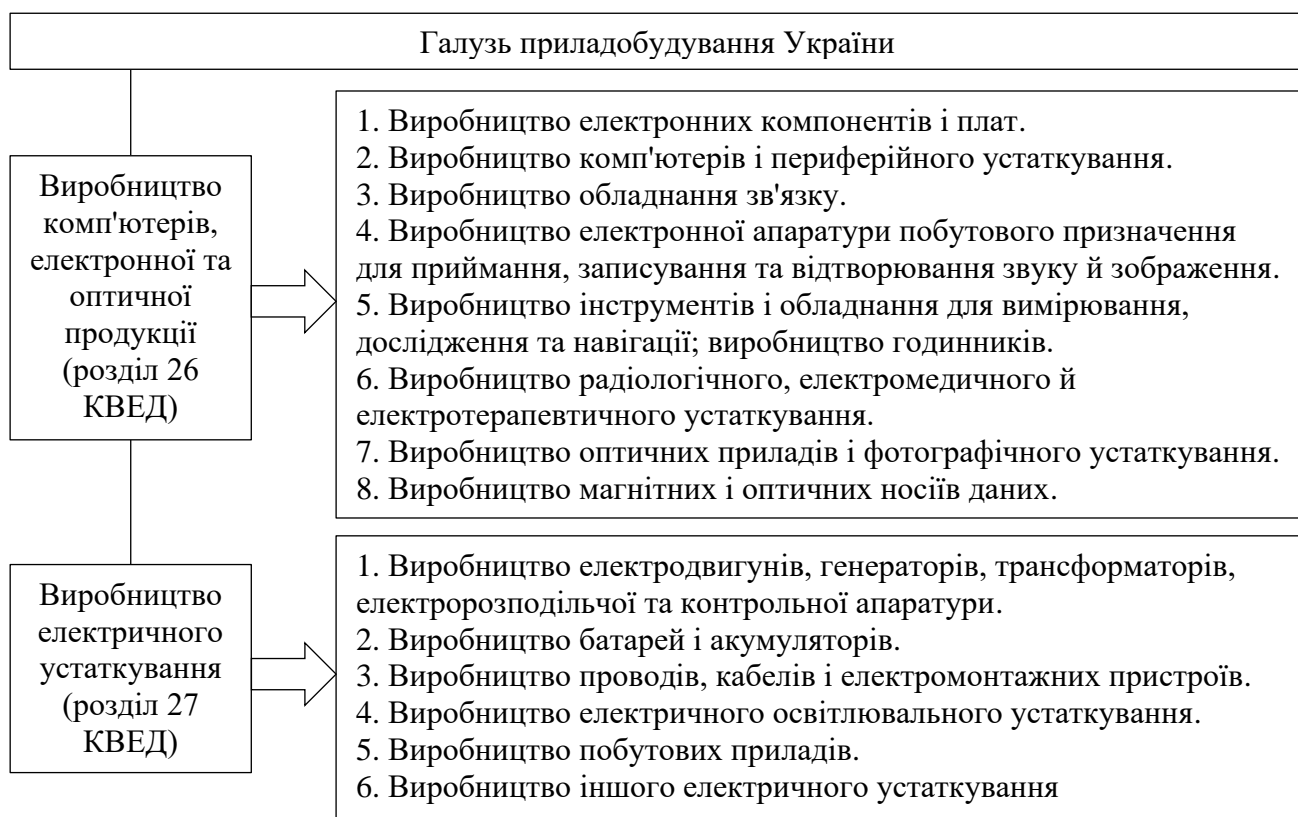 Галузь приладобудування України
Виробництво
комп'ютерів,
електронної та
оптичної
продукції
(розділ 26
КВЕД)
1. Виробництво електронних компонентів і плат.
2. Виробництво комп'ютерів і периферійного устаткування.
3. Виробництво обладнання зв'язку.
4. Виробництво електронної апаратури побутового призначення
для приймання, записування та відтворювання звуку й зображення.
5. Виробництво інструментів і обладнання для вимірювання,
дослідження та навігації; виробництво годинників.
6. Виробництво радіологічного, електромедичного й
електротерапевтичного устаткування.
7. Виробництво оптичних приладів і фотографічного устаткування.
8. Виробництво магнітних і оптичних носіїв даних.
Виробництво
електричного
устаткування
(розділ 27
КВЕД)
1. Виробництво електродвигунів, генераторів, трансформаторів,
електророзподільчої та контрольної апаратури.
2. Виробництво батарей і акумуляторів.
3. Виробництво проводів, кабелів і електромонтажних пристроїв.
4. Виробництво електричного освітлювального устаткування.
5. Виробництво побутових приладів.
6. Виробництво іншого електричного устаткування